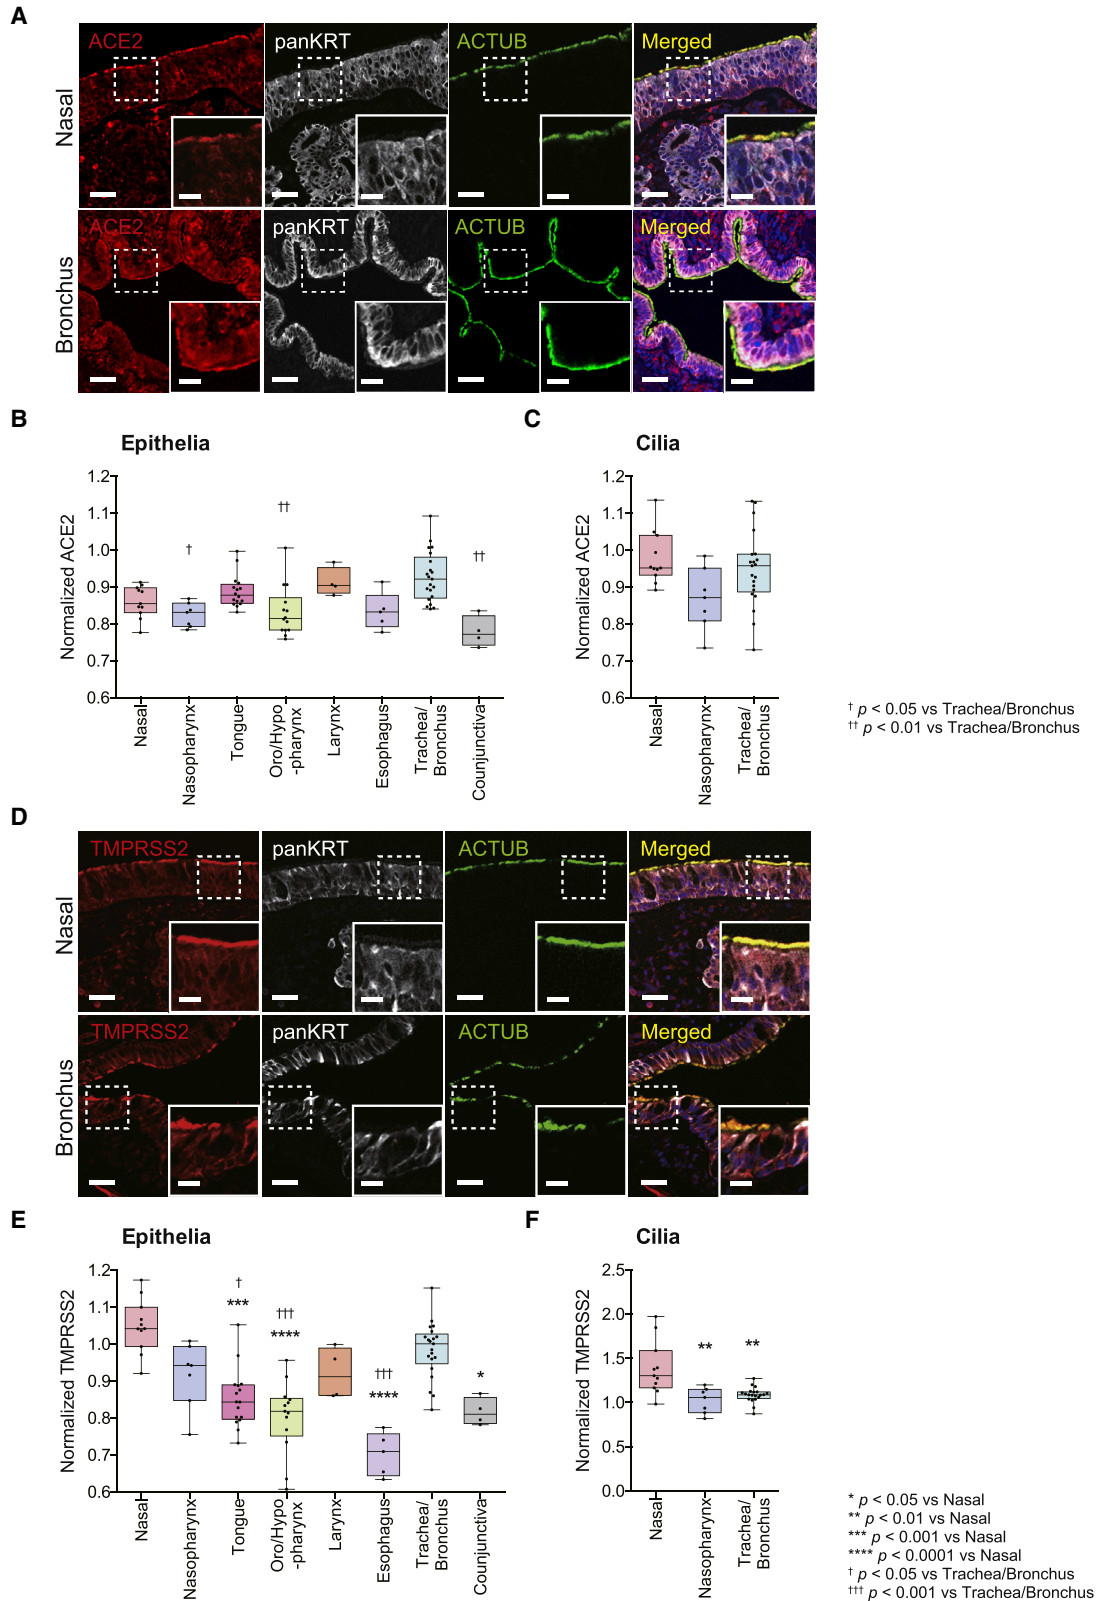 A
ACE2 panKRT ACTUB Merged
Nasal
ACE2 panKRT ACTUB Merged
Bronchus
B C
Epithelia Cilia
Normalized ACE2
1.2
1.1
1.0
0.9
0.8
0.7
0.6
†
††
††
Nasal
Nasopharynx
Tongue
Oro/Hypo
-pharynx
Larynx
Esophagus
Trachea/
Bronchus
Counjunctiva
Normalized ACE2
1.2
1.1
1.0
0.9
0.8
0.7
0.6
Nasal
Nasopharynx
Trachea/
Bronchus
† p < 0.05 vs Trachea/Bronchus
†† p < 0.01 vs Trachea/Bronchus
D
TMPRSS2 panKRT ACTUB Merged
Nasal
TMPRSS2 panKRT ACTUB Merged
Bronchus
E F
Epithelia Cilia
Normalized TMPRSS2
1.2
1.1
1.0
0.9
0.8
0.7
0.6
†
***
†††
****
†††
****
*
Nasal
Nasopharynx
Tongue
Oro/Hypo
-pharynx
Larynx
Esophagus
Trachea/
Bronchus
Counjunctiva
Normalized TMPRSS2
2.5
2.0
1.5
1.0
0.5
0.0
**
**
Nasal
Nasopharynx
Trachea/
Bronchus
* p < 0.05 vs Nasal
** p < 0.01 vs Nasal
*** p < 0.001 vs Nasal
**** p < 0.0001 vs Nasal
† p < 0.05 vs Trachea/Bronchus
††† p < 0.001 vs Trachea/Bronchus